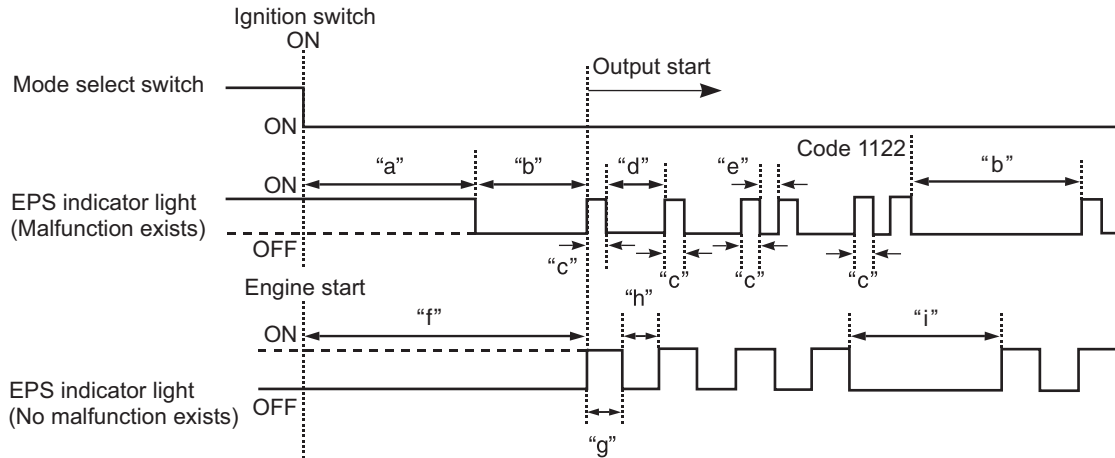 Ignition switch
ON
Mode select switch
Output start
ON
Code 1122
“a”
“b”
“d”
“e”
“b”
ON
EPS indicator light
(Malfunction exists)
OFF
“c”
“c”
“c”
“c”
Engine start
“h”
“f”
“i”
ON
EPS indicator light
(No malfunction exists)
OFF
“g”